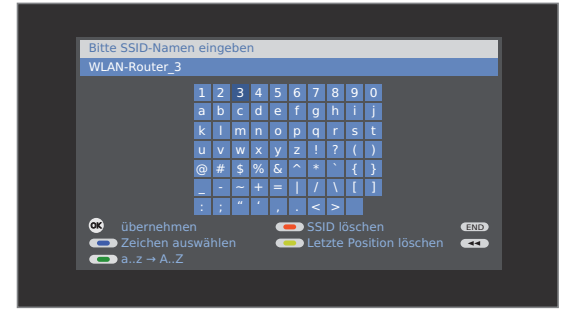 Bitte SSID-Namen eingeben
WLAN-Router_3
1 2 3 4 5 6 7 8 9 0
a b c d e f g h i j
k l m n o p q r s t
u v w x y z ! ? ( )
@ # $ % & ^ * ` { }
_ - ~ + = | / \ [ ]
: ; " ' , . < >
OK übernehmen SSID löschen END
Zeichen auswählen Letzte Position löschen ◀◀
a..z → A..Z